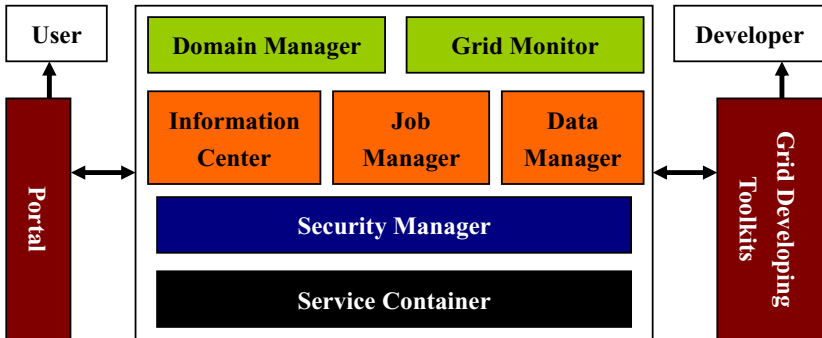 User
Domain Manager
Grid Monitor
Developer
Information
Center
Job
Manager
Data
Manager
Portal
Grid Developing
Toolkits
Security Manager
Service Container